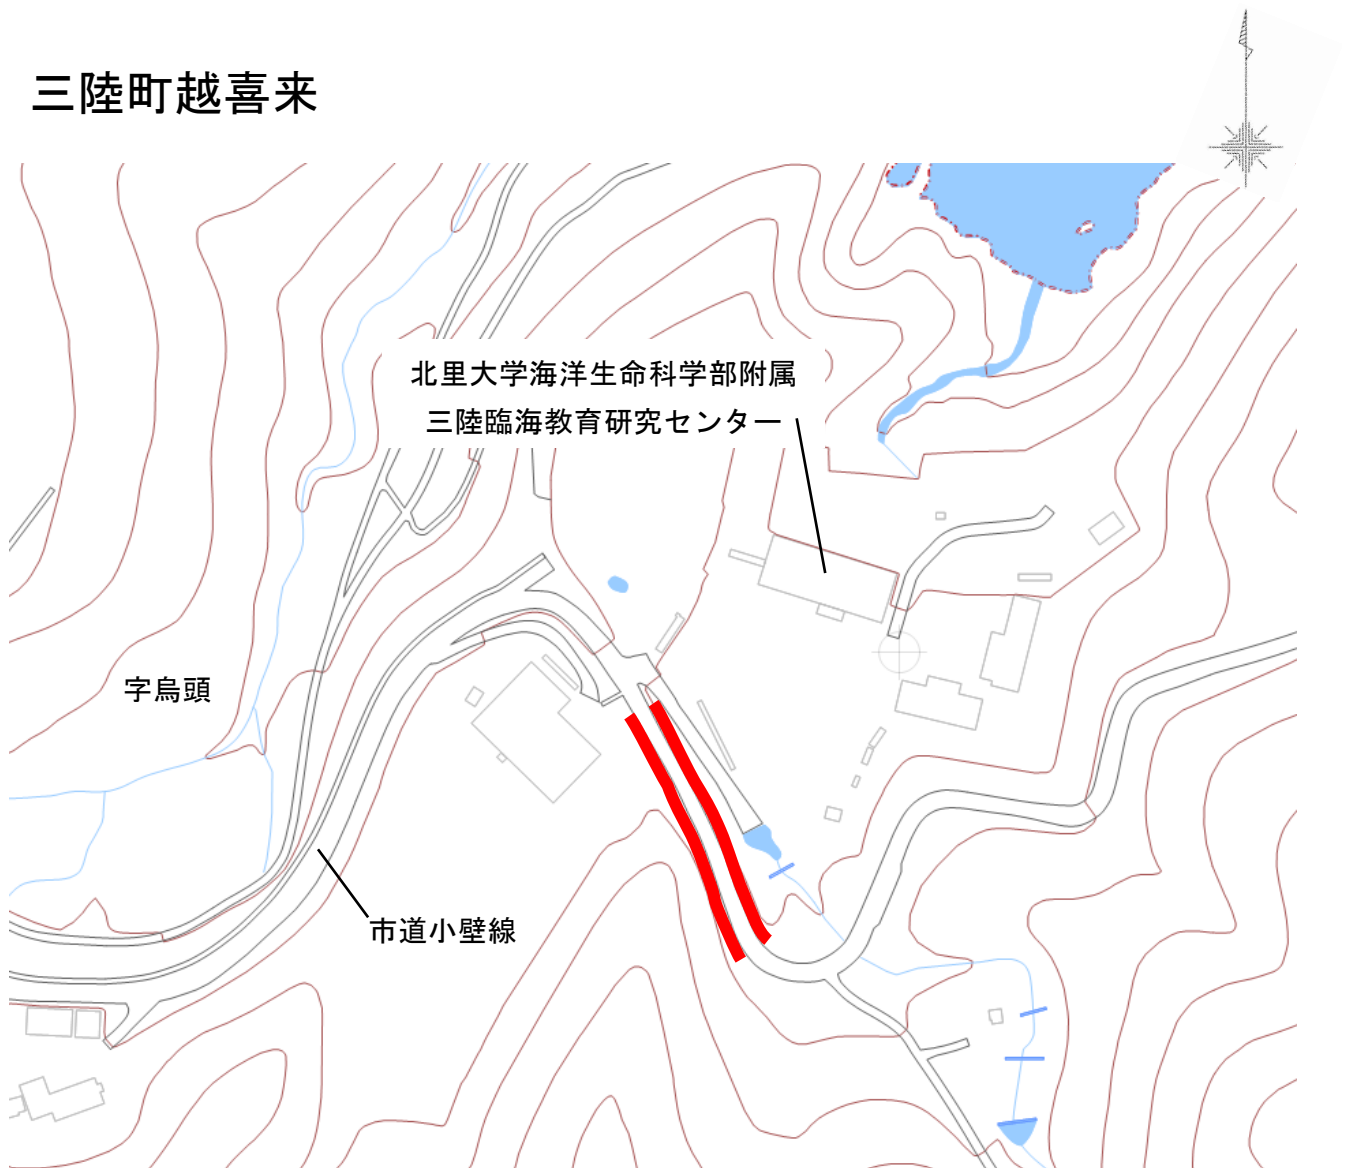 三陸町越喜来
北里大学海洋生命科学部附属
三陸臨海教育研究センター
字烏頭
市道小壁線